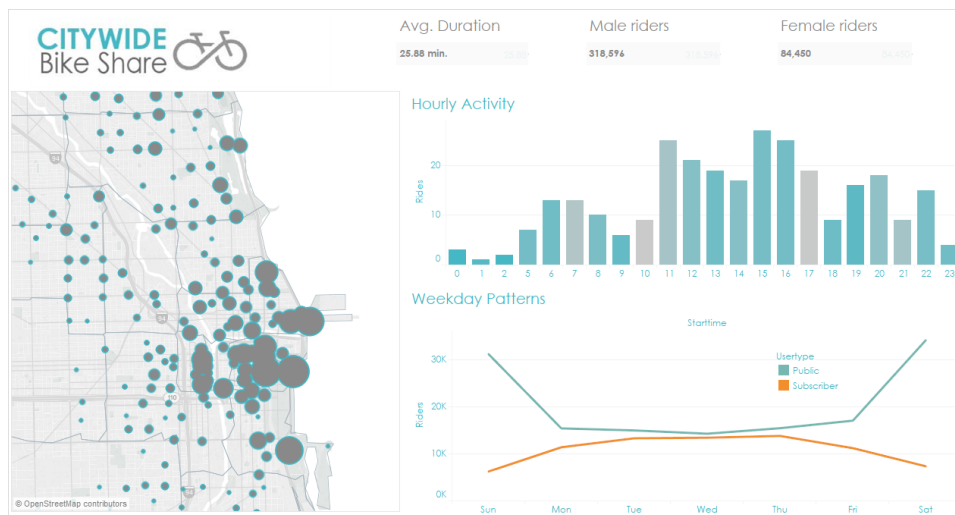 CITYWIDE
Bike Share
Avg. Duration
25.88 min.
Male riders
318,596
Female riders
84,450
Hourly Activity
Rides
20
10
0
0 1 2 5 6 7 8 9 10 11 12 13 14 15 16 17 18 19 20 21 22 23
Weekday Patterns
Starttime
Usertype
Public
Subscriber
Riders
30K
20K
10K
0K
Sun Mon Tue Wed Thu Fri Sat
94
94
110
© OpenStreetMap contributors